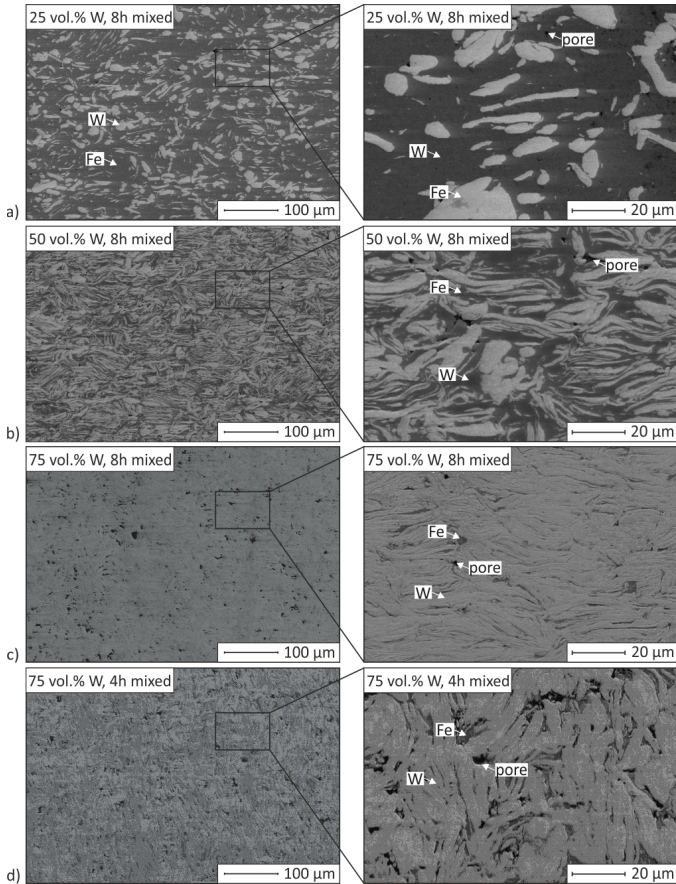 25 vol.% W, 8h mixed
25 vol.% W, 8h mixed
pore
W
W
Fe
Fe
a)
100 µm
20 µm
50 vol.% W, 8h mixed
50 vol.% W, 8h mixed
pore
Fe
W
b)
100 µm
20 µm
75 vol.% W, 8h mixed
75 vol.% W, 8h mixed
Fe
pore
W
c)
100 µm
20 µm
75 vol.% W, 4h mixed
75 vol.% W, 4h mixed
Fe
pore
W
d)
100 µm
20 µm